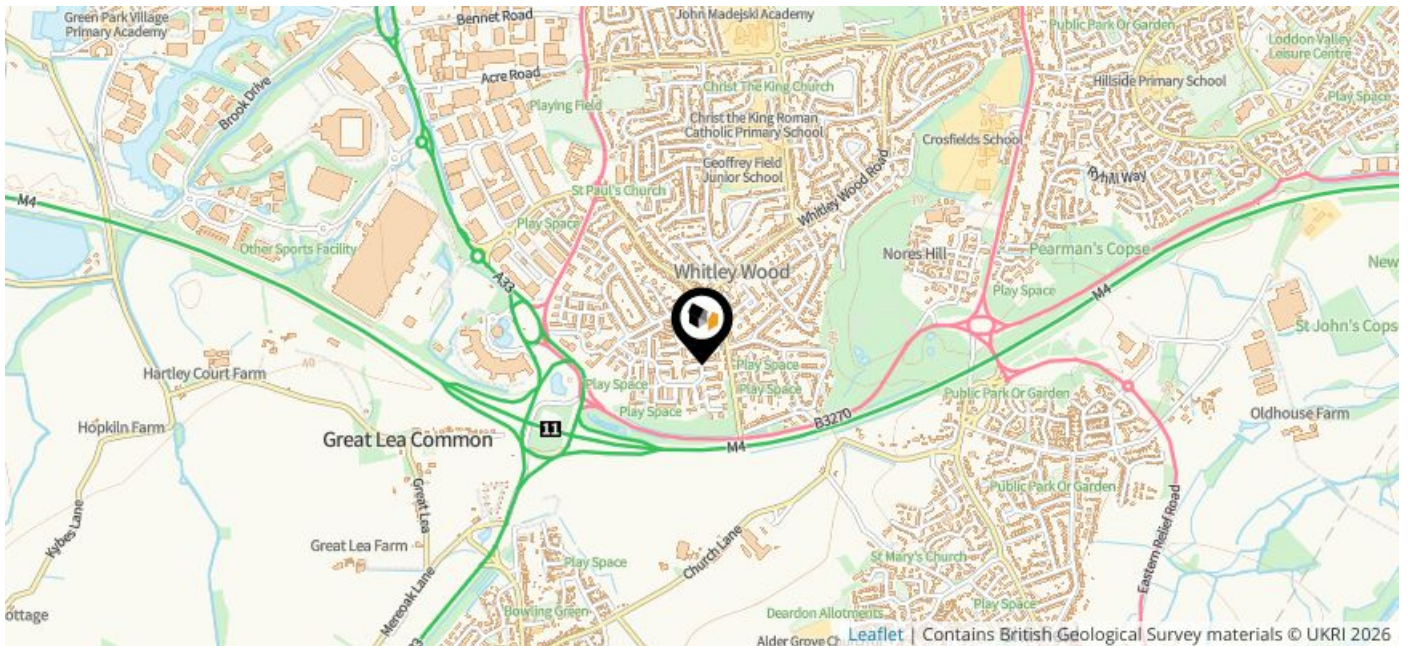 Green Park Village
Primary Academy
Bennet Road
John Madejski Academy
Public Park Or Garden
Loddon Valley
Leisure Centre
Acre Road
Brook Drive
Hillside Primary School
Christ The King Church
Play Space
Playing Field
Christ the King Roman
Catholic Primary School
Crosfields School
Geoffrey Field
Junior School
Whitley Wood Road
Ryhill Way
St Paul's Church
M4
Play Space
70
Other Sports Facility
Nores Hill
Pearman's Copse
New
A33
Whitley Wood
Play Space
M4
St John's Cops
40
Hartley Court Farm
Play Space
Play Space
Play Space
Play Space
Public Park Or Garden
Oldhouse Farm
Hopkiln Farm
Great Lea Common
11
B3270
M4
Great Lea
Public Park Or Garden
Kybes Lane
Great Lea Farm
Church Lane
Eastern Relief Road
Play Space
St Mary's Church
Mereoak Lane
Bowling Green
Deardon Allotments
Play Space
ottage
Alder Grove Church
Leaflet | Contains British Geological Survey materials © UKRI 2026